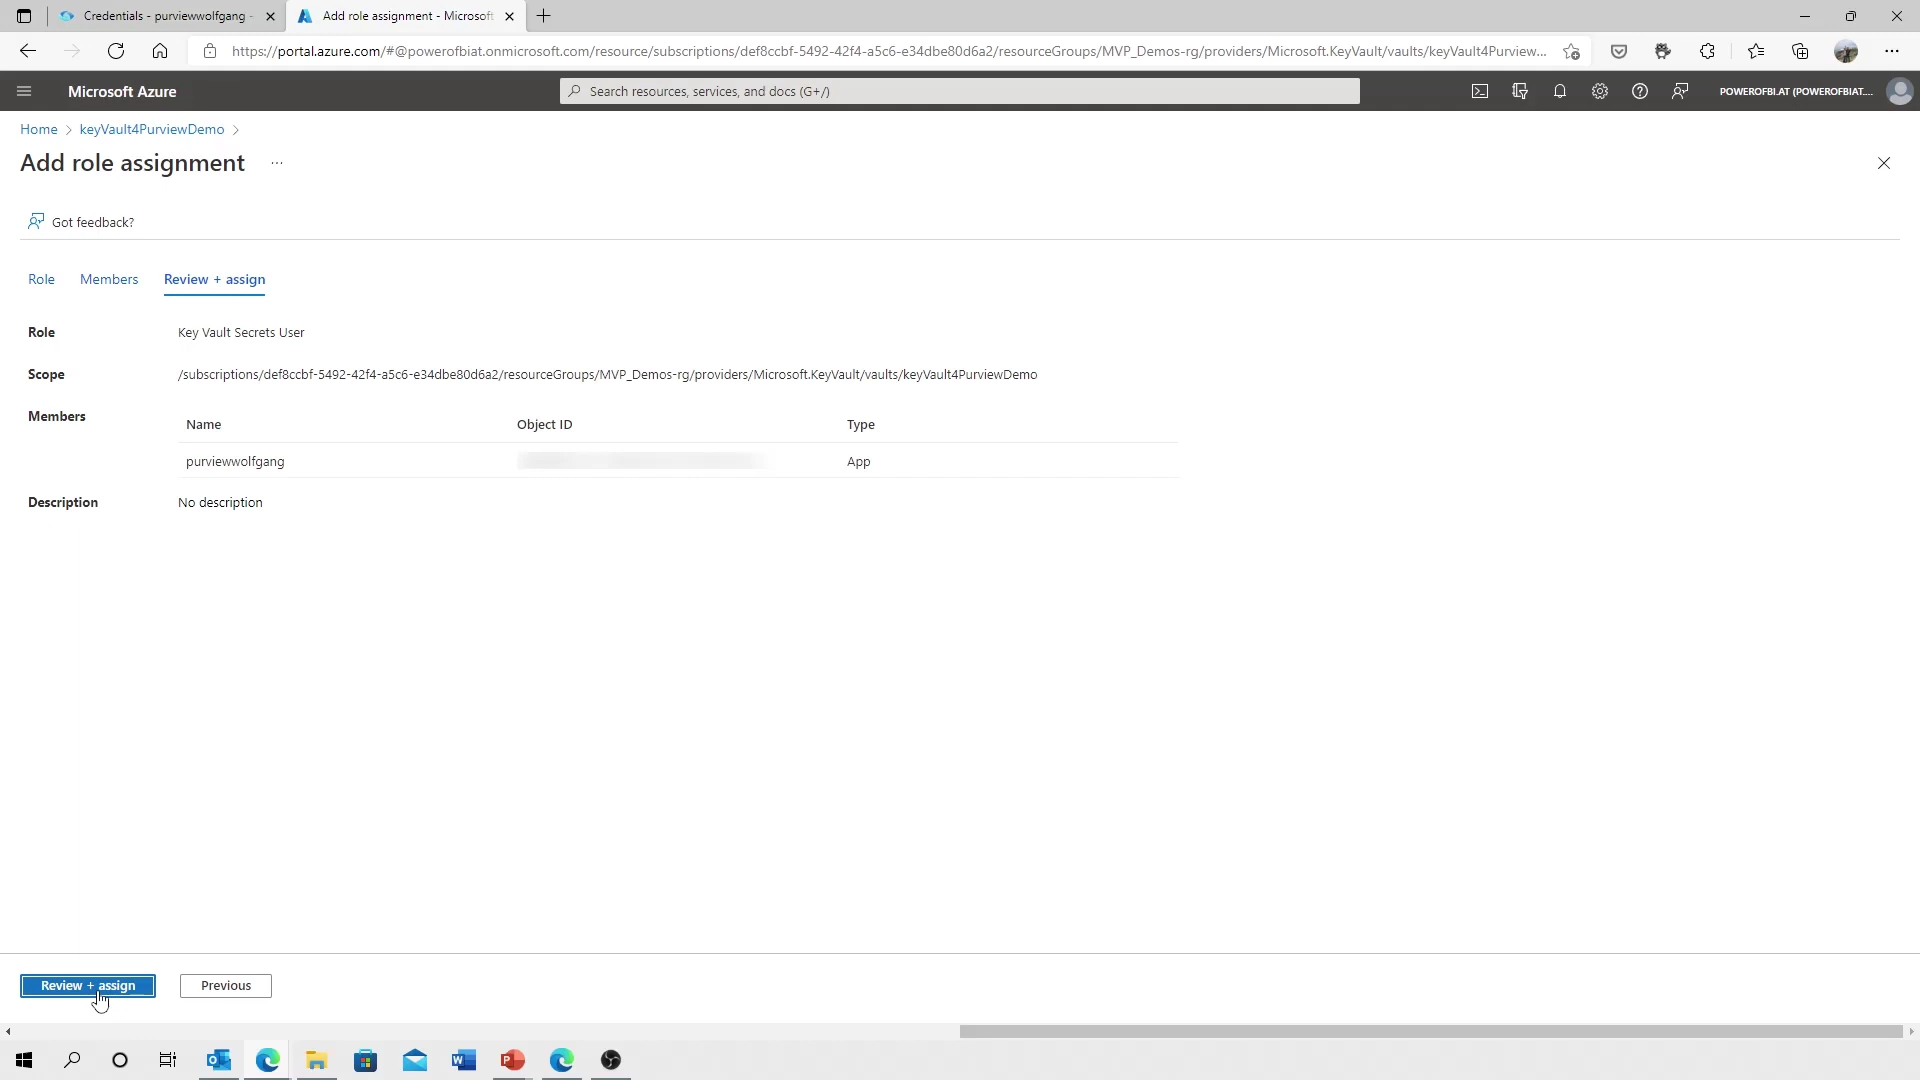 Credentials - purviewwolfgang -
Add role assignment - Microsoft
https://portal.azure.com/#@powerofbiat.onmicrosoft.com/resource/subscriptions/def8ccbf-5492-42f4-a5c6-e34dbe80d6a2/resourceGroups/MVP_Demos-rg/providers/Microsoft.KeyVault/vaults/keyVault4Purview...
Microsoft Azure
Search resources, services, and docs (G+/)
POWEROFBI.AT (POWEROFBIAT....
Home > keyVault4PurviewDemo >
Add role assignment ...
Got feedback?
Role Members Review + assign
Role Key Vault Secrets User
Scope /subscriptions/def8ccbf-5492-42f4-a5c6-e34dbe80d6a2/resourceGroups/MVP_Demos-rg/providers/Microsoft.KeyVault/vaults/keyVault4PurviewDemo
Members
Name Object ID Type
purviewwolfgang App
Description No description
Review + assign Previous